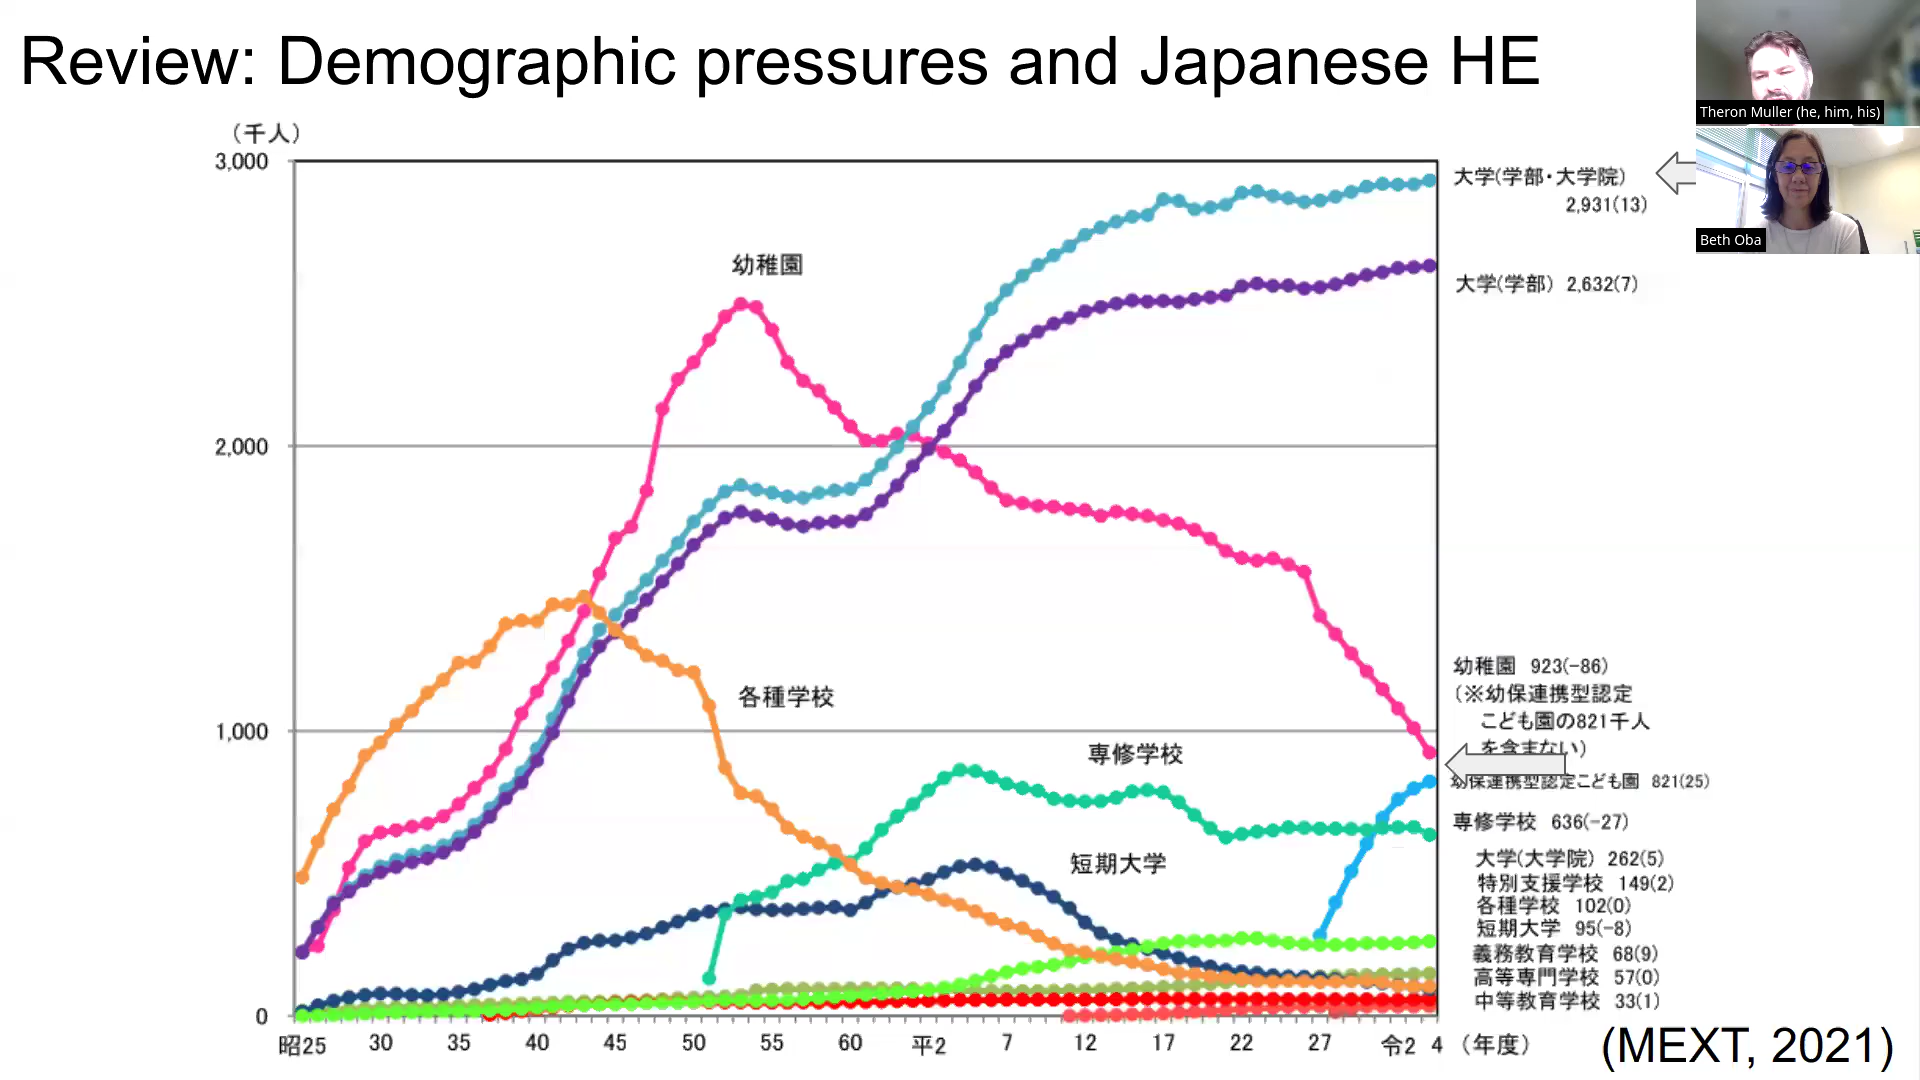 Review: Demographic pressures and Japanese HE
Theron Muller (he, him, his)
Beth Oba
（千人）
3,000
2,000
1,000
0
幼稚園
各種学校
専修学校
短期大学
大学(学部・大学院)
2,931(13)
大学(学部) 2,632(7)
幼稚園 923(-86)
(※幼保連携型認定
こども園の821千人
を含まない)
幼保連携型認定こども園 821(25)
専修学校 636(-27)
大学(大学院) 262(5)
特別支援学校 149(2)
各種学校 102(0)
短期大学 95(-8)
義務教育学校 68(9)
高等専門学校 57(0)
中等教育学校 33(1)
昭25 30 35 40 45 50 55 60 平2 7 12 17 22 27 令2 4 （年度）
(MEXT, 2021)